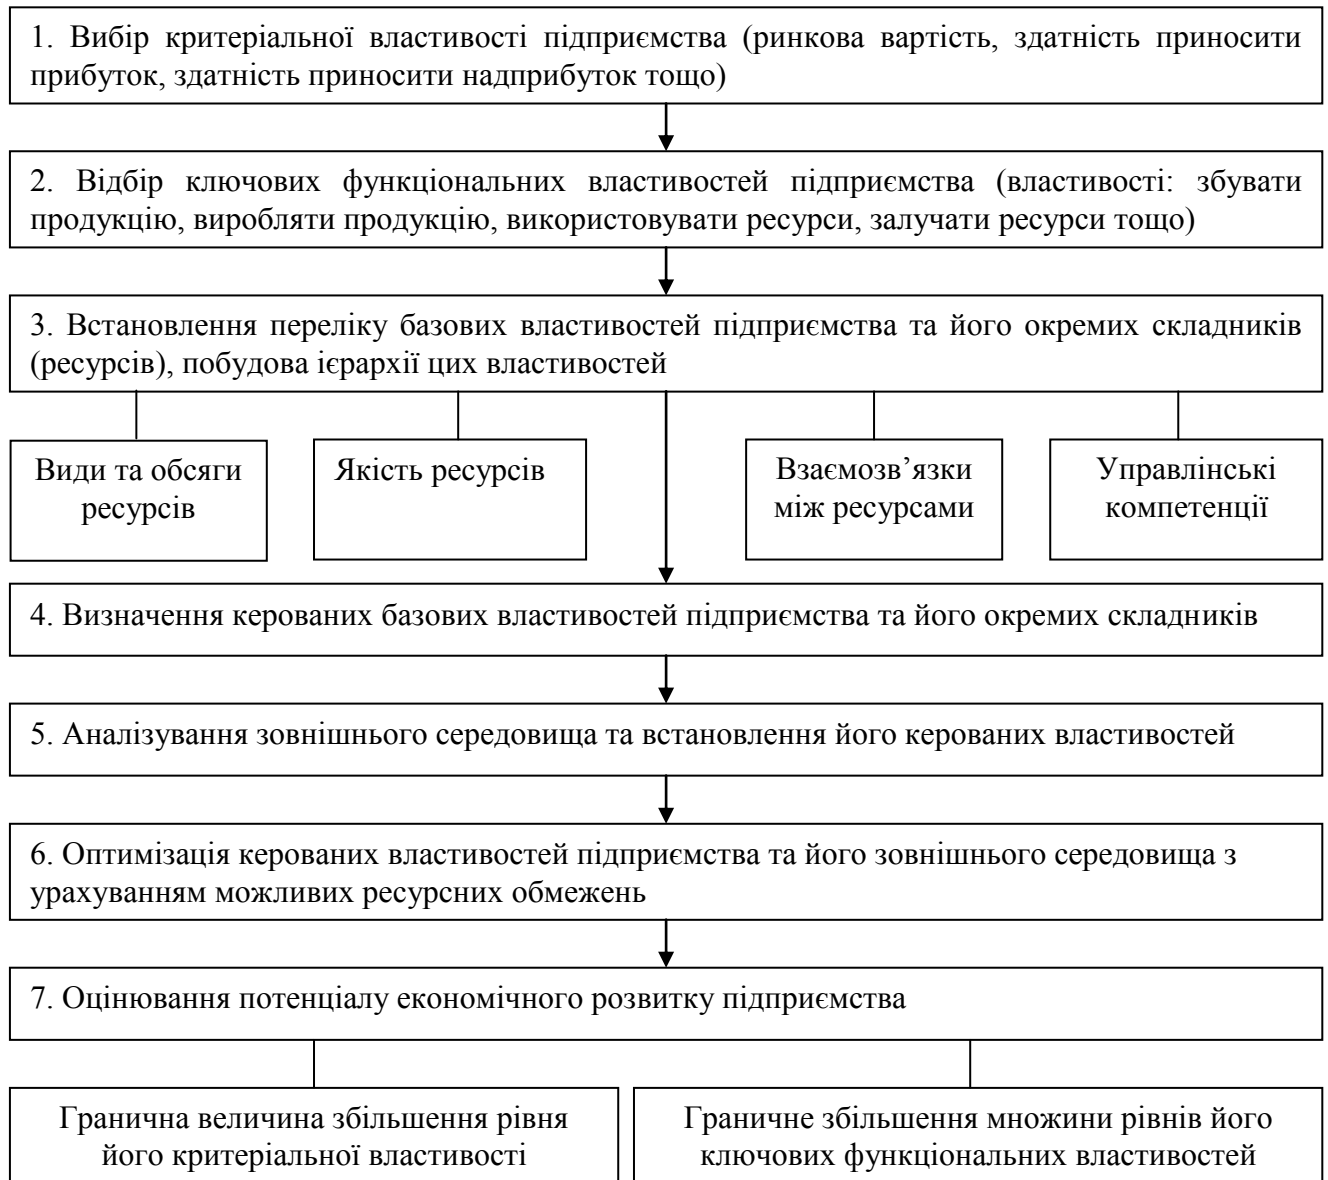 1. Вибір критеріальної властивості підприємства (ринкова вартість, здатність приносити
прибуток, здатність приносити надприбуток тощо)
2. Відбір ключових функціональних властивостей підприємства (властивості: збувати
продукцію, виробляти продукцію, використовувати ресурси, залучати ресурси тощо)
3. Встановлення переліку базових властивостей підприємства та його окремих складників
(ресурсів), побудова ієрархії цих властивостей
Види та обсяги
ресурсів
Якість ресурсів
Взаємозв’язки
між ресурсами
Управлінські
компетенції
4. Визначення керованих базових властивостей підприємства та його окремих складників
5. Аналізування зовнішнього середовища та встановлення його керованих властивостей
6. Оптимізація керованих властивостей підприємства та його зовнішнього середовища з
урахуванням можливих ресурсних обмежень
7. Оцінювання потенціалу економічного розвитку підприємства
Гранична величина збільшення рівня
його критеріальної властивості
Граничне збільшення множини рівнів його
ключових функціональних властивостей